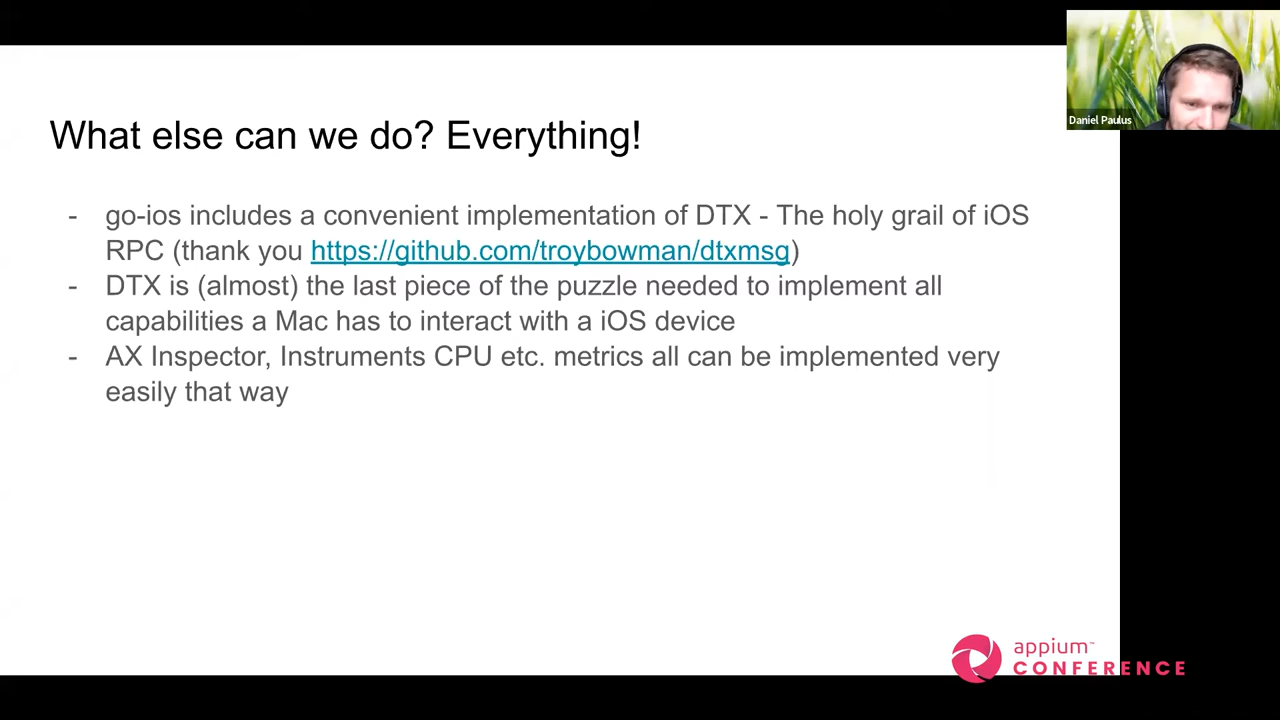 Daniel Paulus
What else can we do? Everything!
- go-ios includes a convenient implementation of DTX - The holy grail of iOS
RPC (thank you https://github.com/troybowman/dtxmsg)
- DTX is (almost) the last piece of the puzzle needed to implement all
capabilities a Mac has to interact with a iOS device
- AX Inspector, Instruments CPU etc. metrics all can be implemented very
easily that way
appium™
CONFERENCE